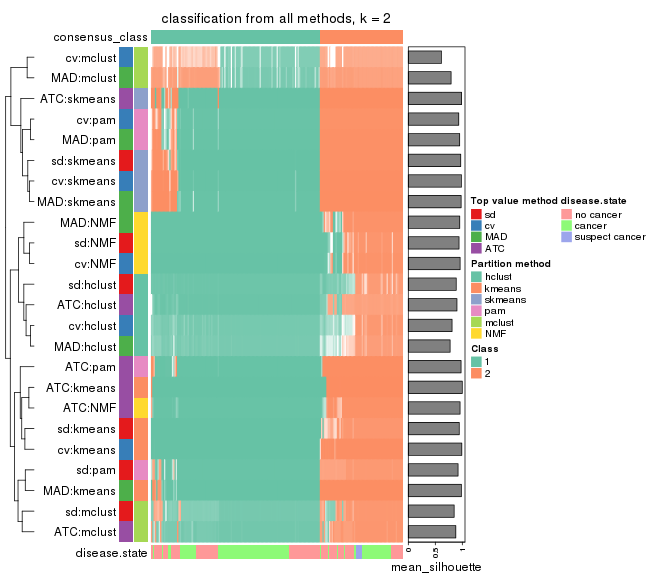 classification from all methods, k = 2
consensus_class
cv:mclust
MAD:mclust
ATC:skmeans
cv:pam
MAD:pam
sd:skmeans
cv:skmeans
MAD:skmeans
MAD:NMF
sd:NMF
cv:NMF
sd:hclust
ATC:hclust
cv:hclust
MAD:hclust
ATC:pam
ATC:kmeans
ATC:NMF
sd:kmeans
cv:kmeans
sd:pam
MAD:kmeans
sd:mclust
ATC:mclust
disease.state
0 0.5 1
mean_silhouette
Top value method
sd
cv
MAD
ATC
Partition method
hclust
kmeans
skmeans
pam
mclust
NMF
Class
1
2
disease.state
no cancer
cancer
suspect cancer